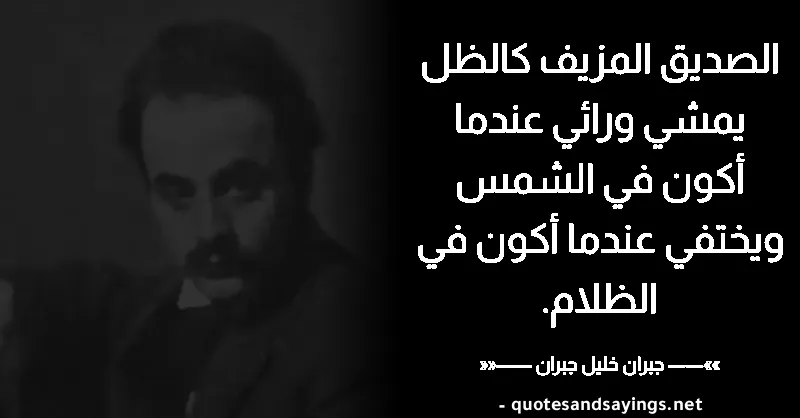 الصديق المزيف كالظل
يمشي ورائي عندما
أكون في الشمس
ويختفي عندما أكون في
الظلام.
»—— جبران خليل جبران ——««
- quotesandsayings.net